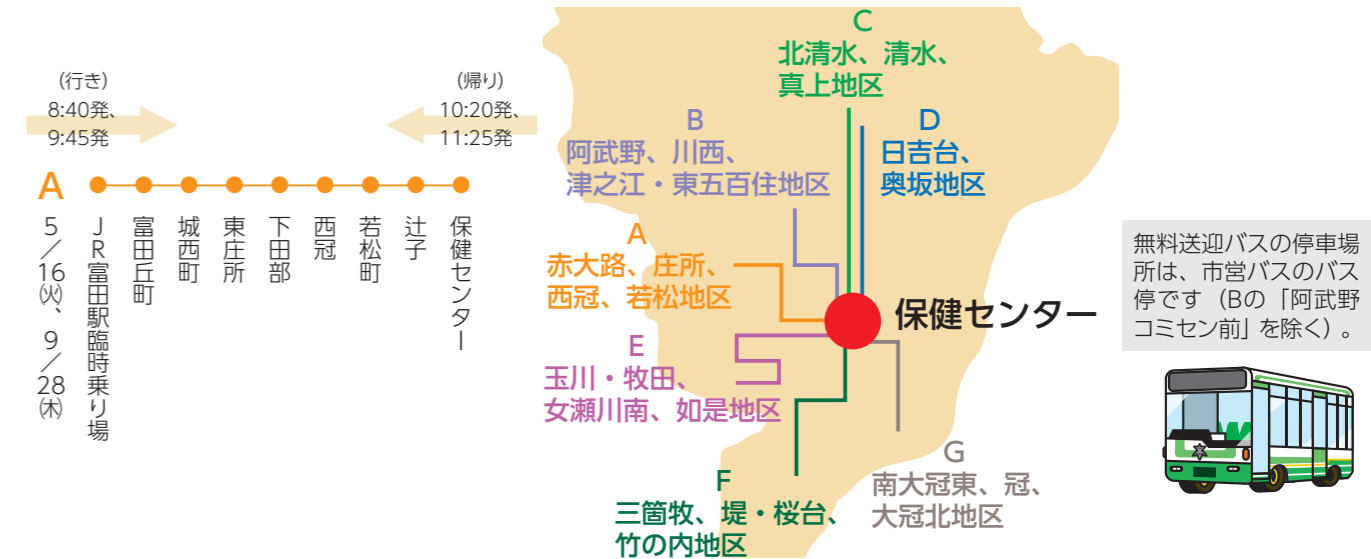 (行き)
8:40発、
9:45発
(帰り)
10:20発、
11:25発
A
5／16㈫、9／28㈭
JR富田駅臨時乗り場
富田丘町
城西町
東庄所
下田部
西冠
若松町
辻子
保健センター
C
北清水、清水、
真上地区
B
阿武野、川西、
津之江・東五百住地区
D
日吉台、
奥坂地区
A
赤大路、庄所、
西冠、若松地区
保健センター
E
玉川・牧田、
女瀬川南、如是地区
F
三箇牧、堤・桜台、
竹の内地区
G
南大冠東、冠、
大冠北地区
無料送迎バスの停車場
所は、市営バスのバス
停です（Bの「阿武野
コミセン前」を除く）。